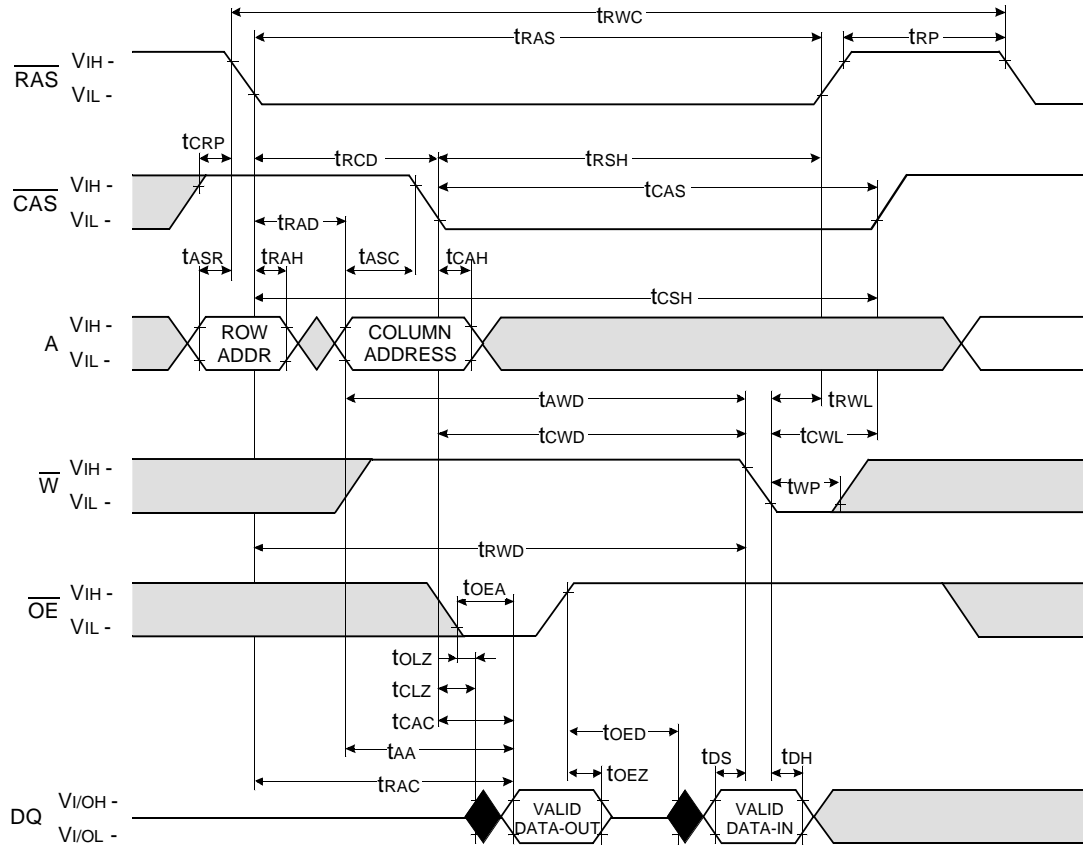 tRWC
tRAS
tRP
RAS
VIH -
VIL -
tCRP
tRCD
tRSH
CAS
VIH -
VIL -
tCAS
tRAD
tASR
tRAH
tASC
tCAH
tCSH
A
VIH -
VIL -
ROW
ADDR
COLUMN
ADDRESS
tAWD
tRWL
tCWD
tCWL
W
VIH -
VIL -
tWP
tRWD
OE
VIH -
VIL -
tOEA
tOLZ
tCLZ
tCAC
tOED
tAA
tDS
tDH
tOEZ
tRAC
DQ
VI/OH -
VI/OL -
VALID
DATA-OUT
VALID
DATA-IN